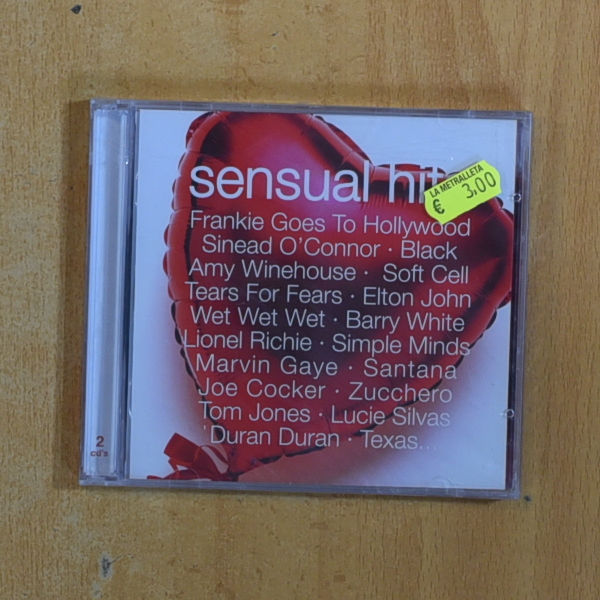 sensual hits
LA METRALLETA
€ 3,00
Frankie Goes To Hollywood
Sinead O'Connor · Black
Amy Winehouse · Soft Cell
Tears For Fears · Elton John
Wet Wet Wet · Barry White
Lionel Richie · Simple Minds
Marvin Gaye · Santana
Joe Cocker · Zucchero
Tom Jones · Lucie Silvas
Duran Duran · Texas...
2
cd's